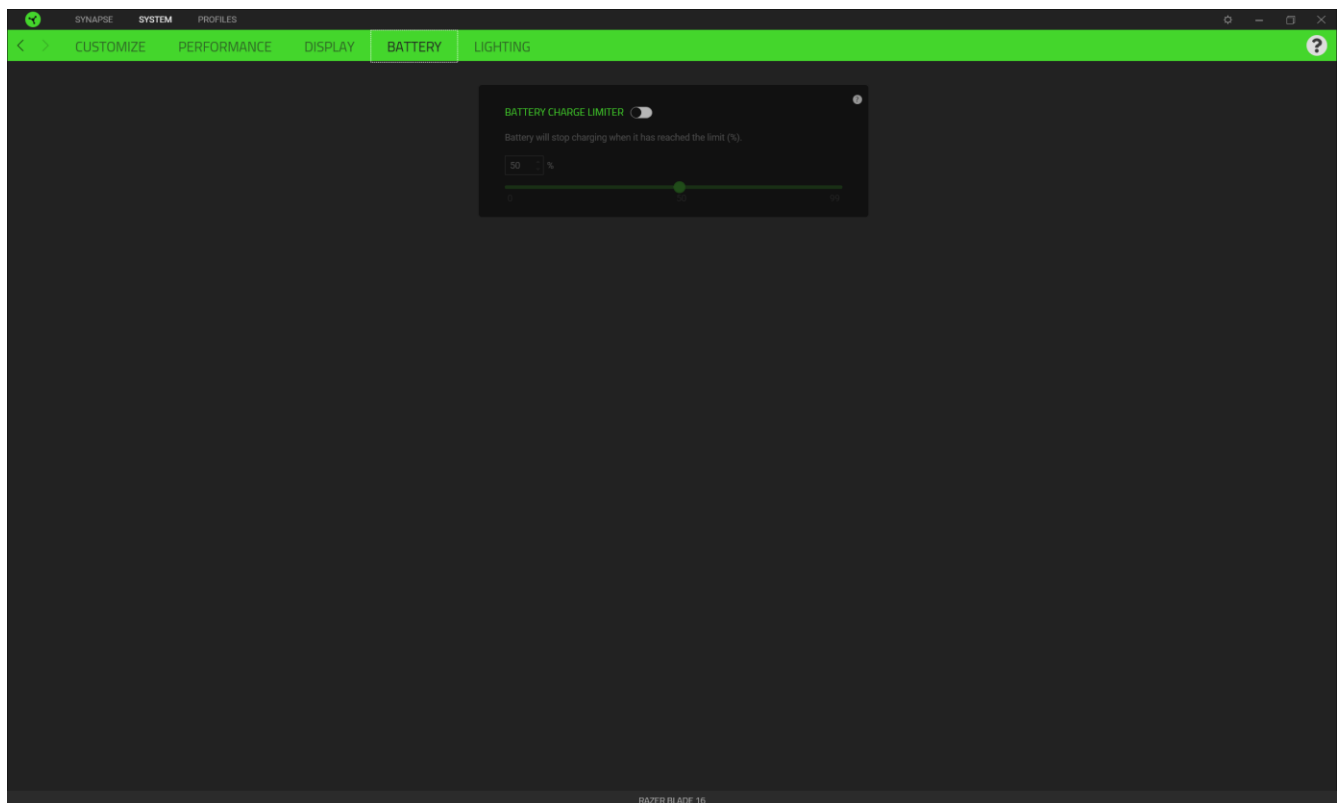 SYNAPSE SYSTEM PROFILES
CUSTOMIZE PERFORMANCE DISPLAY BATTERY LIGHTING ?
BATTERY CHARGE LIMITER ?
Battery will stop charging when it has reached the limit (%).
50 %
0 50 99
RAZER BLADE 16